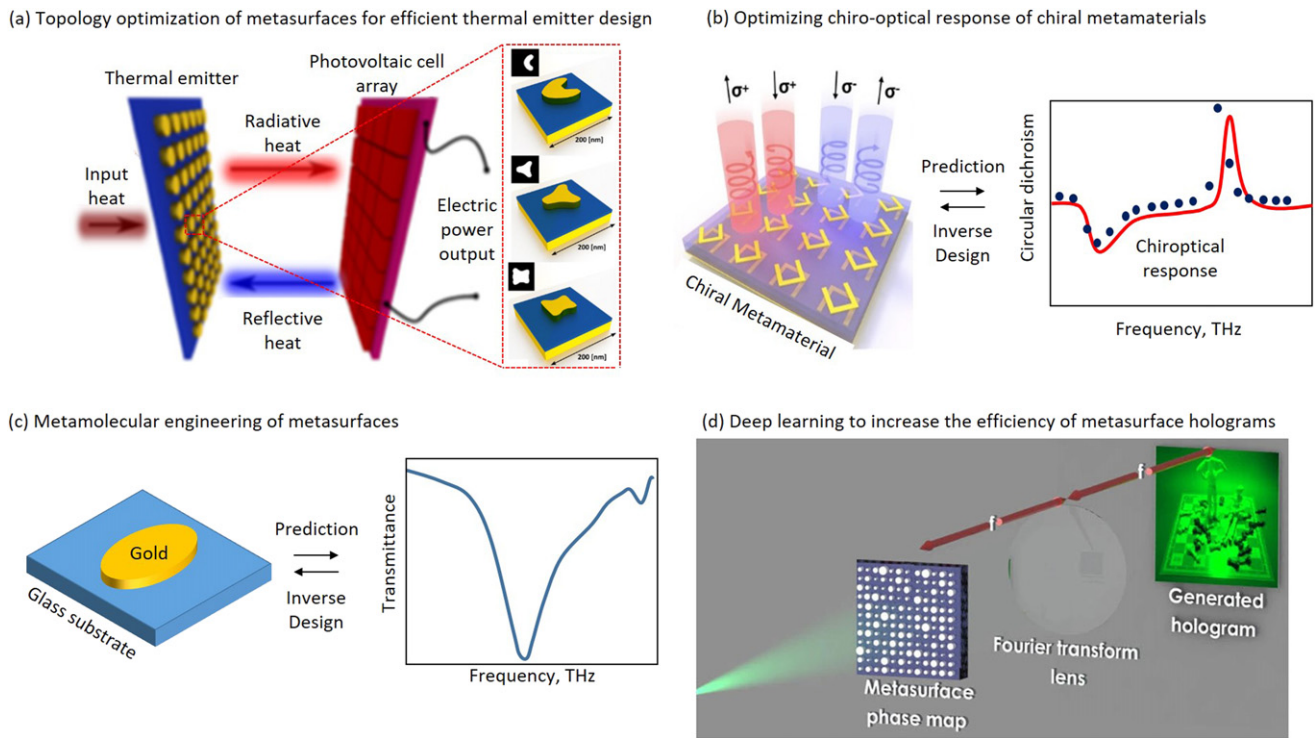 (a) Topology optimization of metasurfaces for efficient thermal emitter design
Thermal emitter
Photovoltaic cell
array
Radiative
heat
Input
heat
Electric
power
output
Reflective
heat
200 [nm]
200 [nm]
200 [nm]
(b) Optimizing chiro-optical response of chiral metamaterials
σ+
σ+
σ-
σ-
Chiral Metamaterial
Prediction
Inverse
Design
Circular dichroism
Chiroptical
response
Frequency, THz
(c) Metamolecular engineering of metasurfaces
Gold
Glass substrate
Prediction
Inverse
Design
Transmittance
Frequency, THz
(d) Deep learning to increase the efficiency of metasurface holograms
f
f
Generated
hologram
Fourier transform
lens
Metasurface
phase map